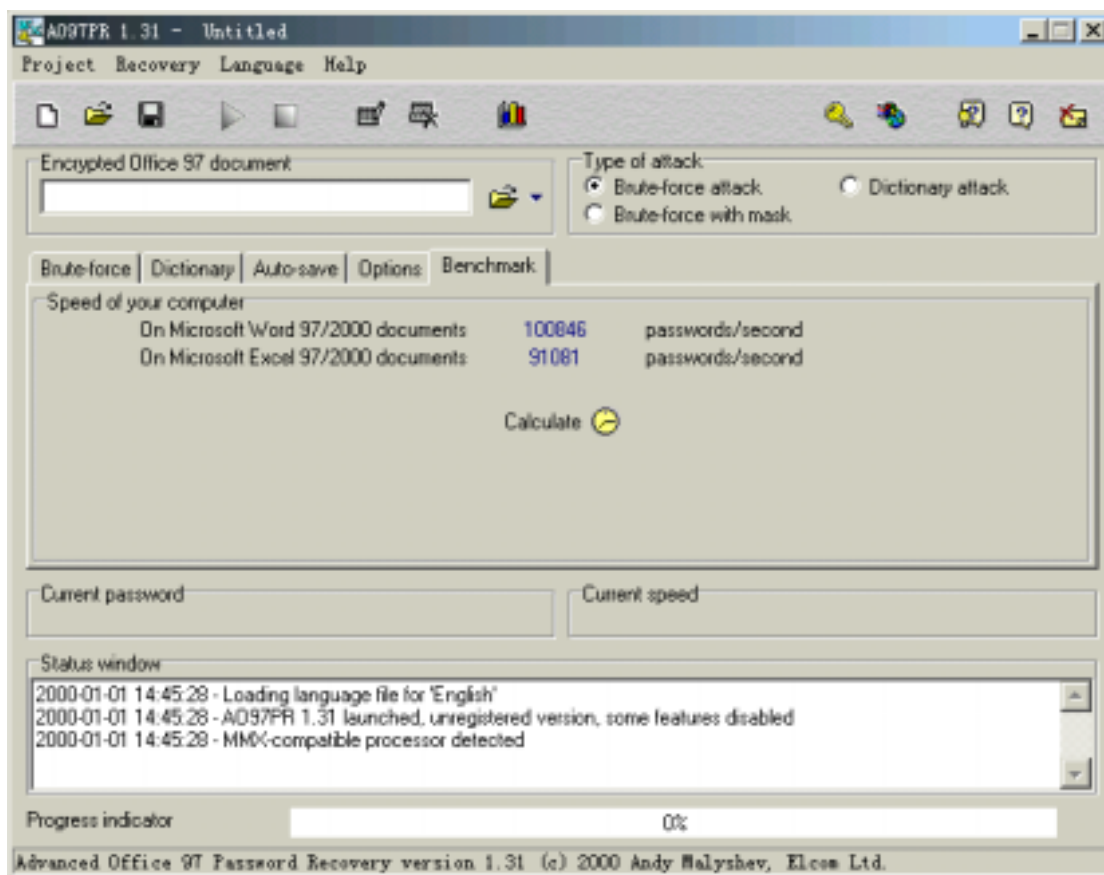 AO97PR 1.31 - Untitled
Project Recovery Language Help
Encrypted Office 97 document
Type of attack
Brute-force attack
Dictionary attack
Brute-force with mask
Brute-force Dictionary Auto-save Options Benchmark
Speed of your computer
On Microsoft Word 97/2000 documents 100846 passwords/second
On Microsoft Excel 97/2000 documents 91081 passwords/second
Calculate
Current password
Current speed
Status window
2000-01-01 14:45:28 - Loading language file for 'English'
2000-01-01 14:45:28 - AO97PR 1.31 launched, unregistered version, some features disabled
2000-01-01 14:45:28 - MMX-compatible processor detected
Progress indicator 0%
Advanced Office 97 Password Recovery version 1.31 (c) 2000 Andy Malyshev, Elcom Ltd.